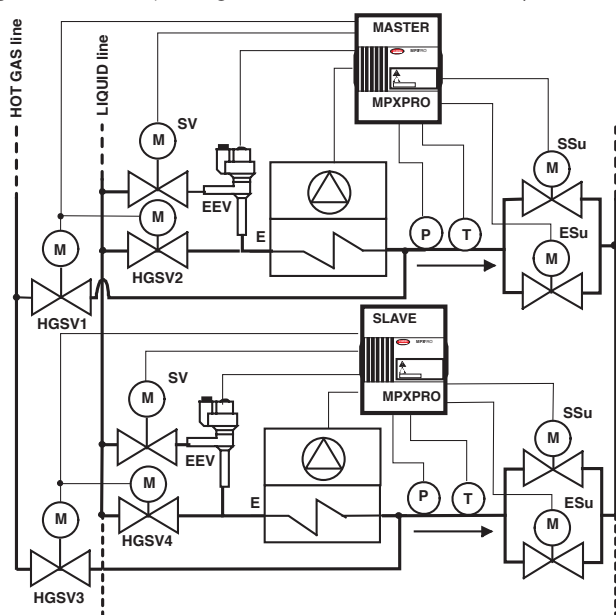 HOT GAS line
LIQUID line
MASTER
MPXPRO
SV
M
M
EEV
E
P
T
SSu
M
ESu
M
M
HGSV2
HGSV1
SLAVE
MPXPRO
SV
M
M
EEV
E
P
T
SSu
M
ESu
M
M
HGSV4
HGSV3